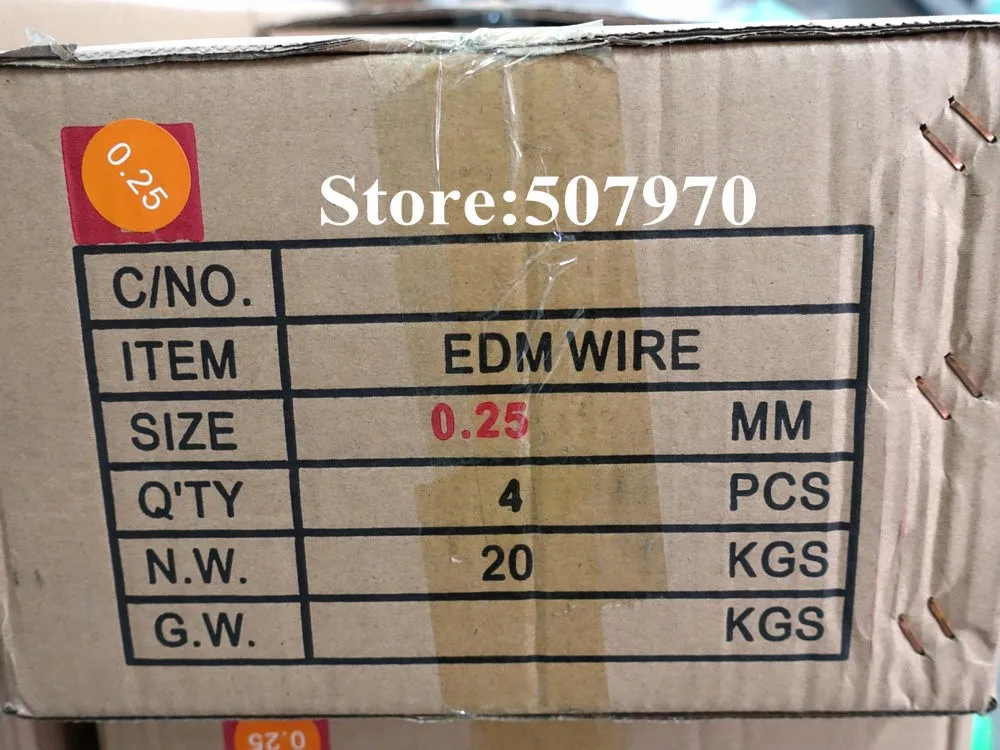 0.25
Store:507970
C/NO.
ITEM EDM WIRE
SIZE 0.25 MM
Q'TY 4 PCS
N.W. 20 KGS
G.W. KGS
0.25